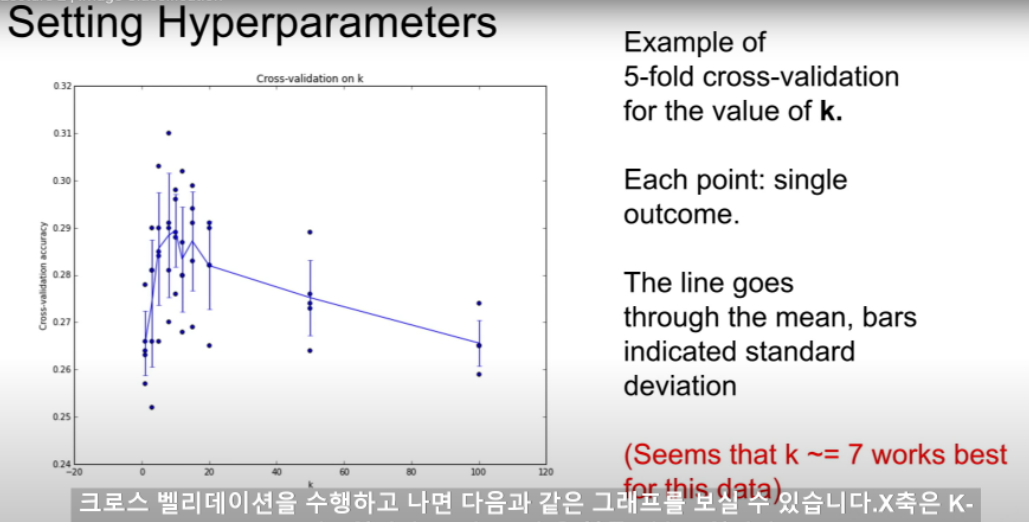 Setting Hyperparameters
Cross-validation on k
0.32
0.31
0.30
0.29
0.28
0.27
0.26
0.25
0.24
Cross-validation accuracy
−20
0
20
40
60
80
100
120
k
Example of
5-fold cross-validation
for the value of k.
Each point: single
outcome.
The line goes
through the mean, bars
indicated standard
deviation
(Seems that k ~= 7 works best
for this data)
크로스 벨리데이션을 수행하고 나면 다음과 같은 그래프를 보실 수 있습니다.X축은 K-